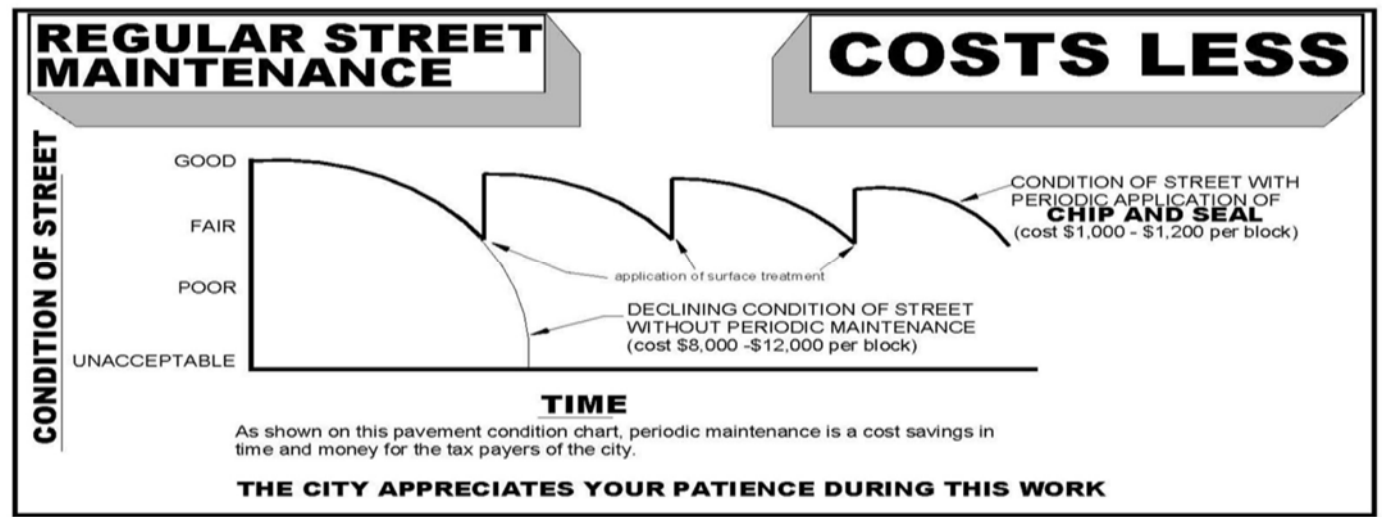 REGULAR STREET
MAINTENANCE
COSTS LESS
CONDITION OF STREET
GOOD
FAIR
POOR
UNACCEPTABLE
CONDITION OF STREET WITH
PERIODIC APPLICATION OF
CHIP AND SEAL
(cost $1,000 - $1,200 per block)
application of surface treatment
DECLINING CONDITION OF STREET
WITHOUT PERIODIC MAINTENANCE
(cost $8,000 -$12,000 per block)
TIME
As shown on this pavement condition chart, periodic maintenance is a cost savings in
time and money for the tax payers of the city.
THE CITY APPRECIATES YOUR PATIENCE DURING THIS WORK